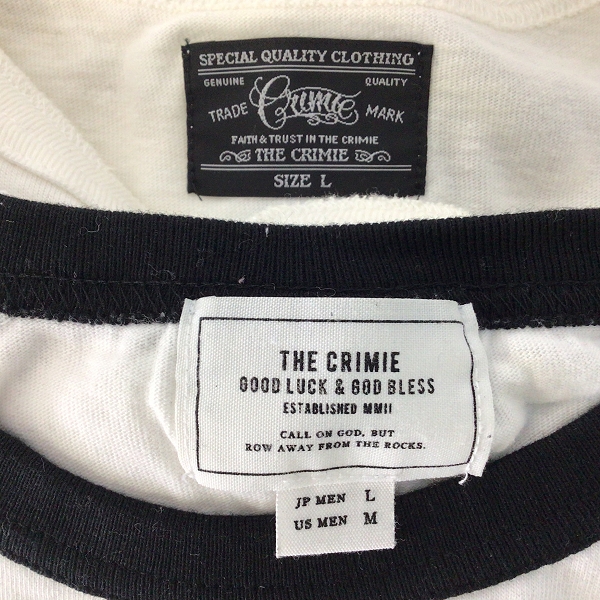 SPECIAL QUALITY CLOTHING
GENUINE QUALITY
TRADE Crimie MARK
FAITH & TRUST IN THE CRIMIE
THE CRIMIE
SIZE L
THE CRIMIE
GOOD LUCK & GOD BLESS
ESTABLISHED MMII
CALL ON GOD, BUT
ROW AWAY FROM THE ROCKS.
JP MEN L
US MEN M